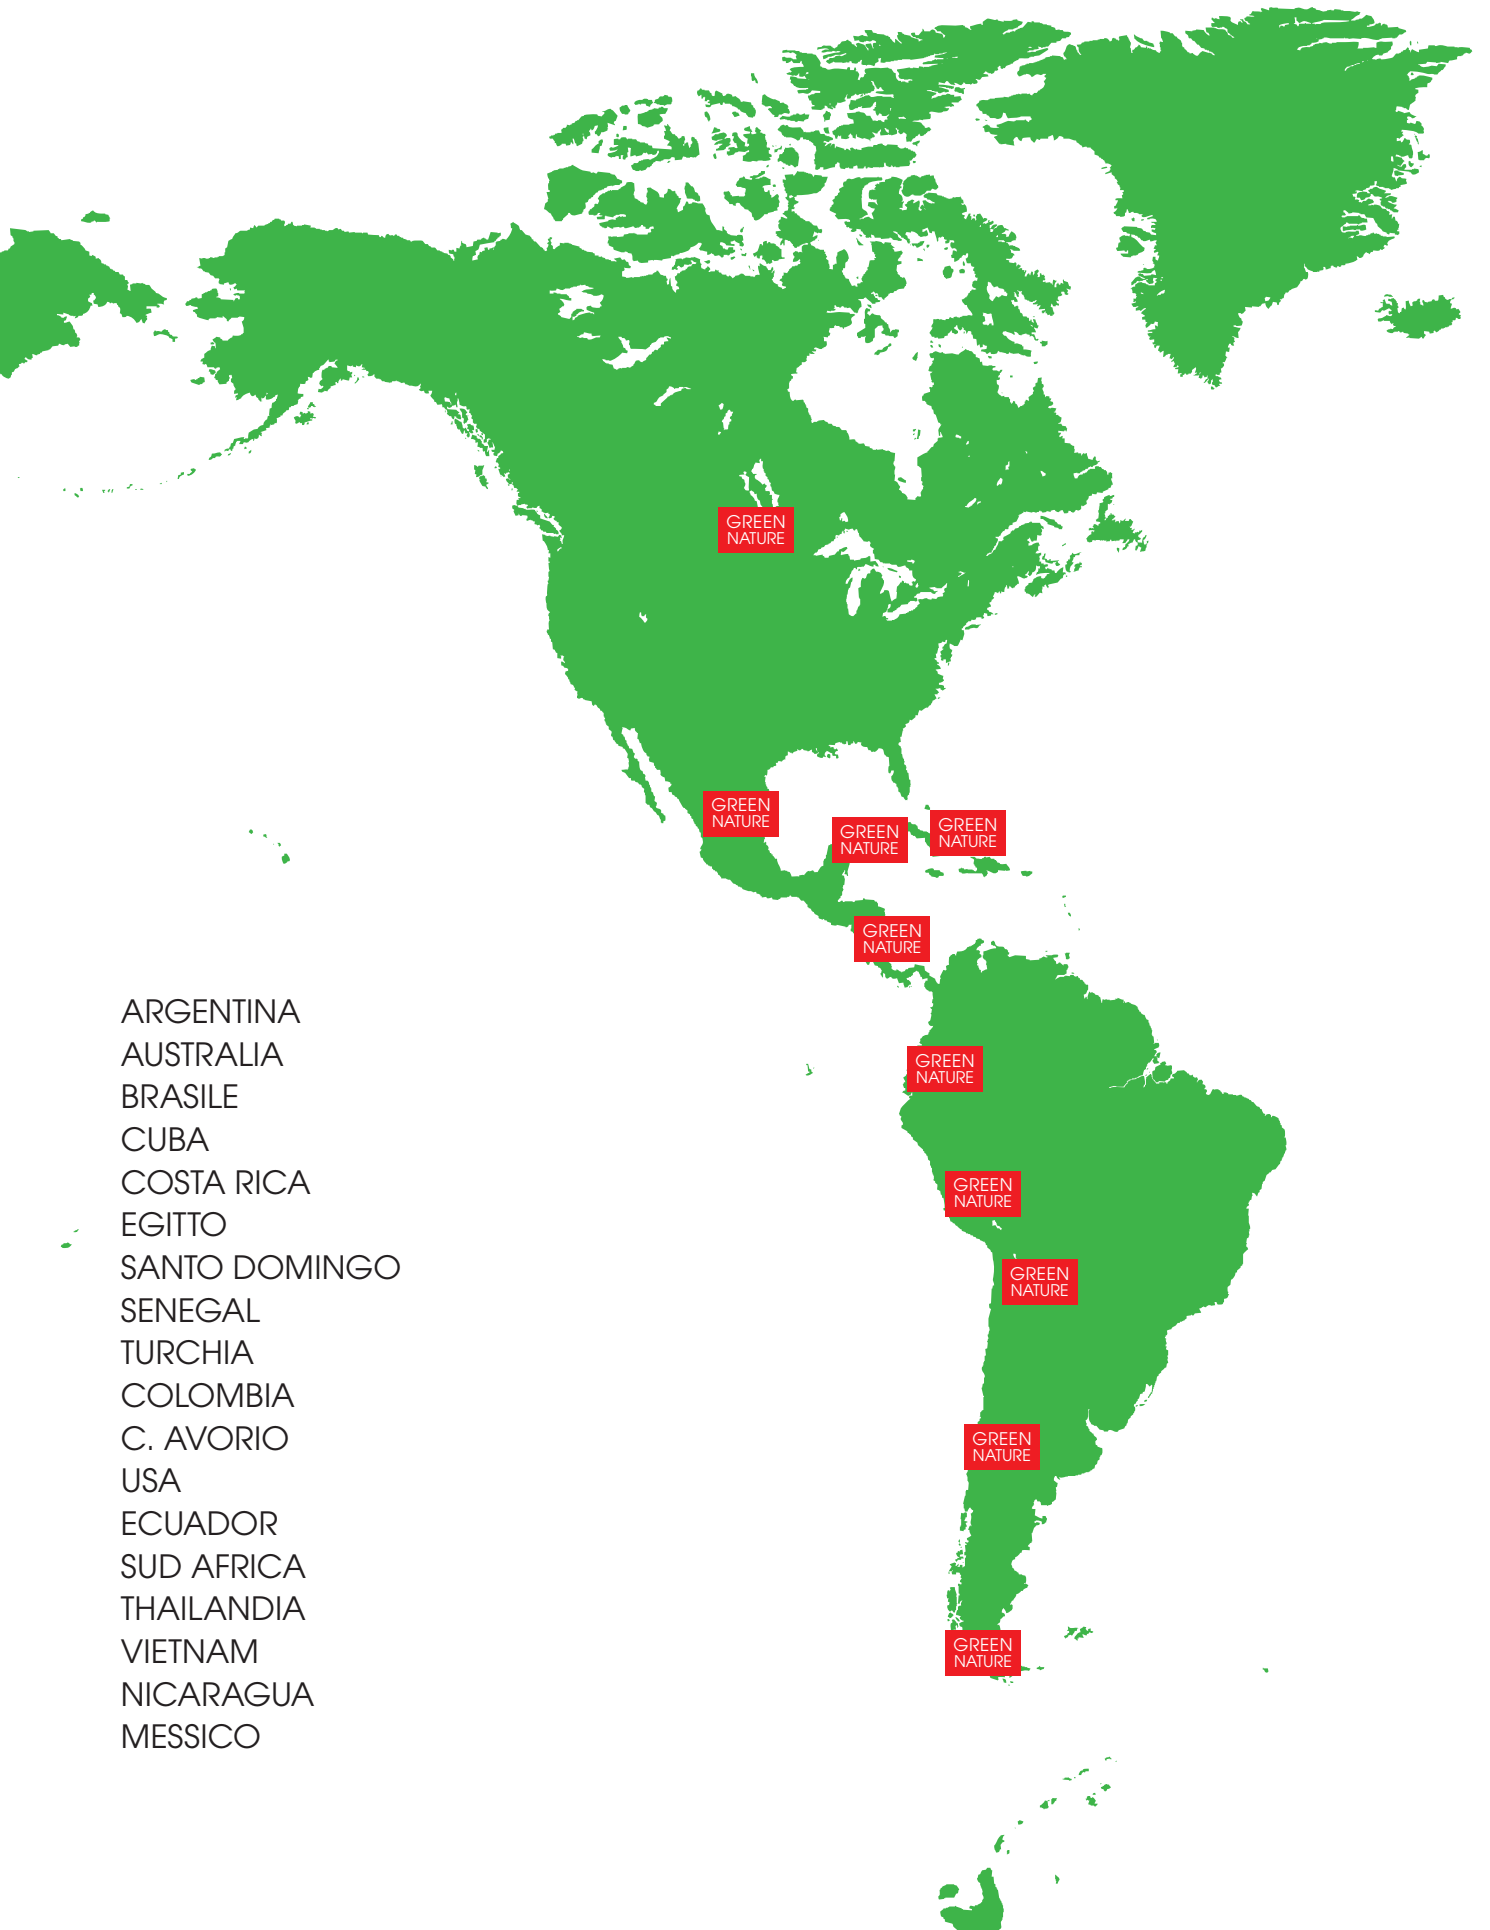 GREEN
NATURE
GREEN
NATURE
GREEN
NATURE
GREEN
NATURE
GREEN
NATURE
GREEN
NATURE
GREEN
NATURE
GREEN
NATURE
GREEN
NATURE
GREEN
NATURE
ARGENTINA
AUSTRALIA
BRASILE
CUBA
COSTA RICA
EGITTO
SANTO DOMINGO
SENEGAL
TURCHIA
COLOMBIA
C. AVORIO
USA
ECUADOR
SUD AFRICA
THAILANDIA
VIETNAM
NICARAGUA
MESSICO